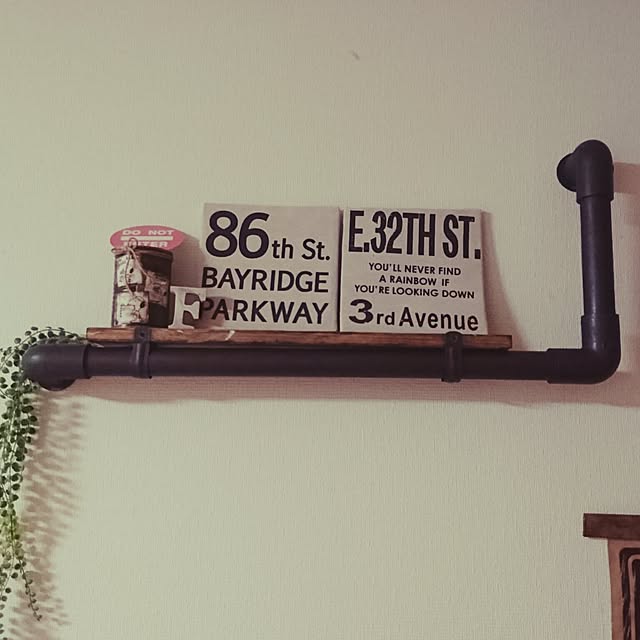 DO NOT
ENTER
F
86th St.
BAYRIDGE
PARKWAY
E.32TH ST.
YOU'LL NEVER FIND
A RAINBOW IF
YOU'RE LOOKING DOWN
3rd Avenue